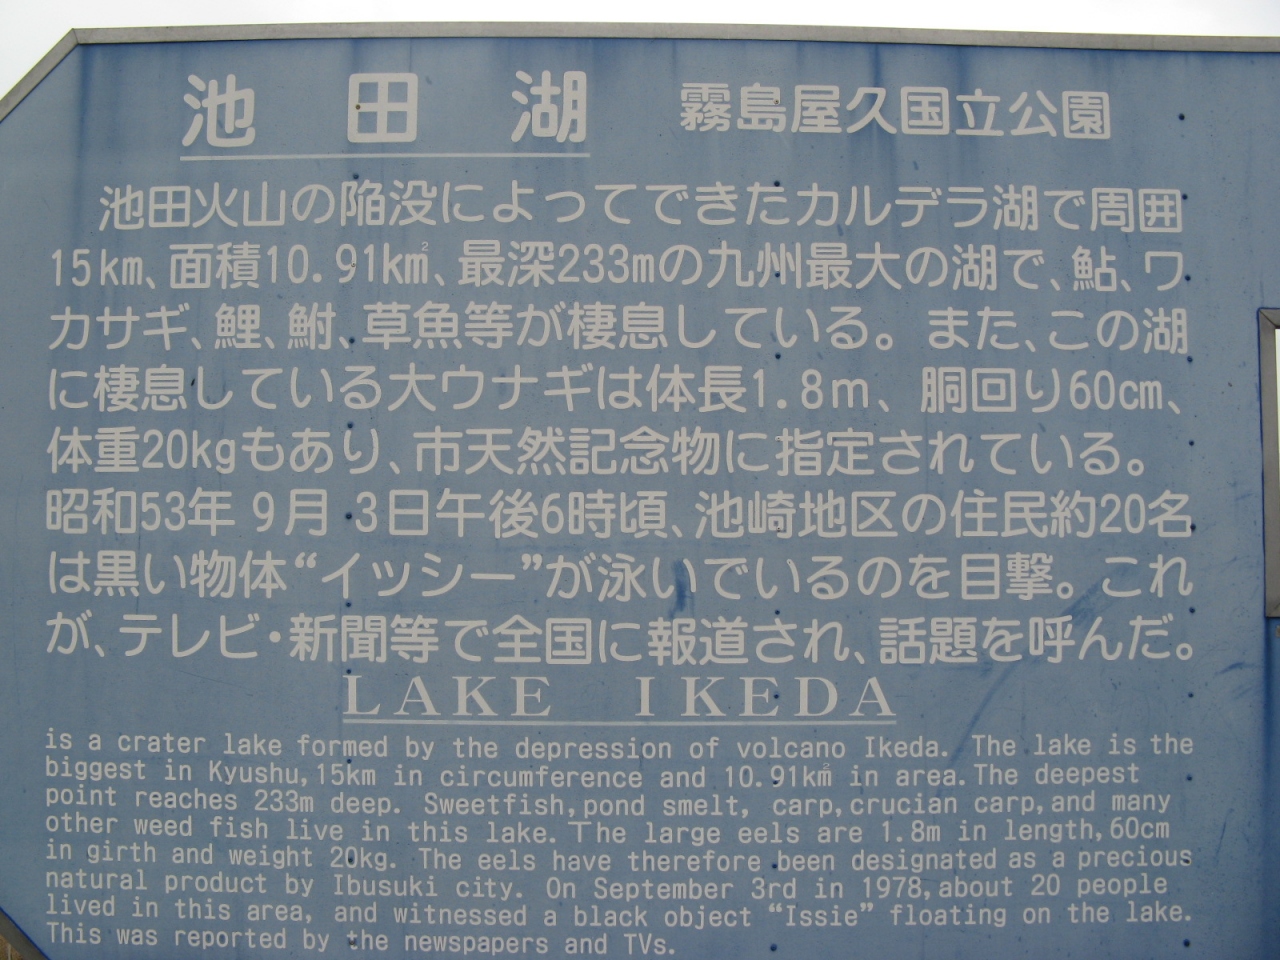 池田湖 霧島屋久国立公園
池田火山の陥没によってできたカルデラ湖で周囲
15km、面積10.91km²、最深233mの九州最大の湖で、鮎、ワ
カサギ、鯉、鮒、草魚等が棲息している。また、この湖
に棲息している大ウナギは体長1.8m、胴回り60cm、
体重20kgもあり、市天然記念物に指定されている。
昭和53年9月3日午後6時頃、池崎地区の住民約20名
は黒い物体“イッシー”が泳いでいるのを目撃。これ
が、テレビ・新聞等で全国に報道され、話題を呼んだ。
LAKE IKEDA
is a crater lake formed by the depression of volcano Ikeda. The lake is the
biggest in Kyushu, 15km in circumference and 10.91km² in area. The deepest
point reaches 233m deep. Sweetfish, pond smelt, carp, crucian carp, and many
other weed fish live in this lake. The large eels are 1.8m in length, 60cm
in girth and weight 20kg. The eels have therefore been designated as a precious
natural product by Ibusuki city. On September 3rd in 1978, about 20 people
lived in this area, and witnessed a black object “Issie” floating on the lake.
This was reported by the newspapers and TVs.